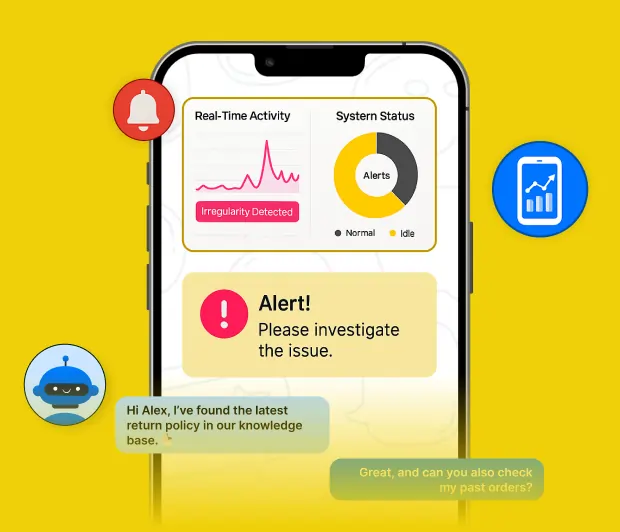 Real-Time Activity
Systern Status
Irregularity Detected
Alerts
Normal
Idle
Alert!
Please investigate
the issue.
Hi Alex, I've found the latest
return policy in our knowledge
base. 👆
Great, and can you also check
my past orders?